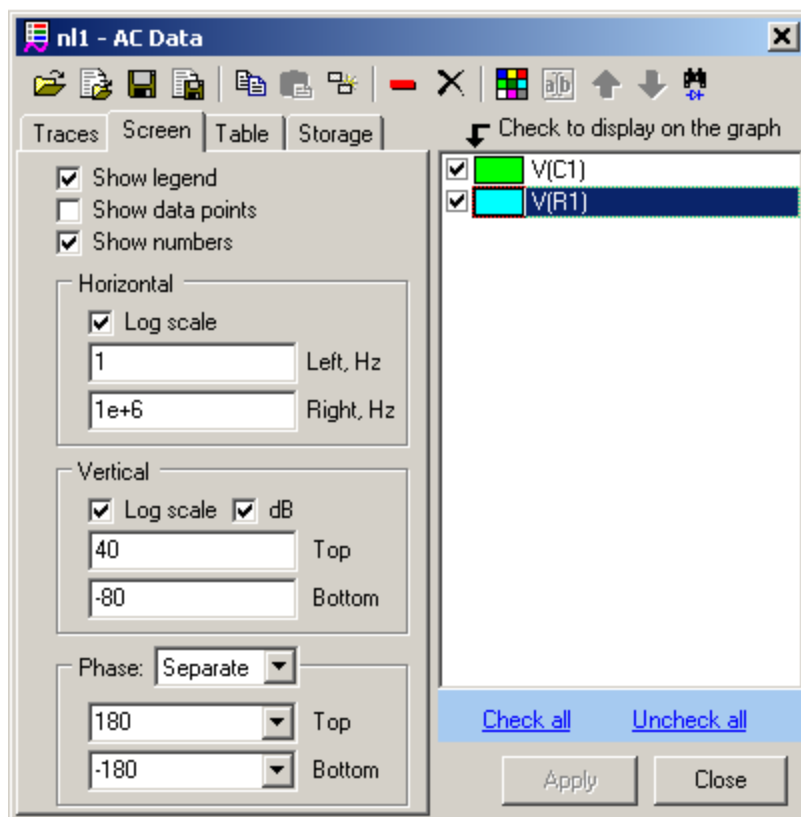 nl1 - AC Data
Traces Screen Table Storage
Check to display on the graph
Show legend
Show data points
Show numbers
Horizontal
Log scale
1 Left, Hz
1e+6 Right, Hz
Vertical
Log scale dB
40 Top
-80 Bottom
Phase: Separate
180 Top
-180 Bottom
V(C1)
V(R1)
Check all Uncheck all
Apply Close